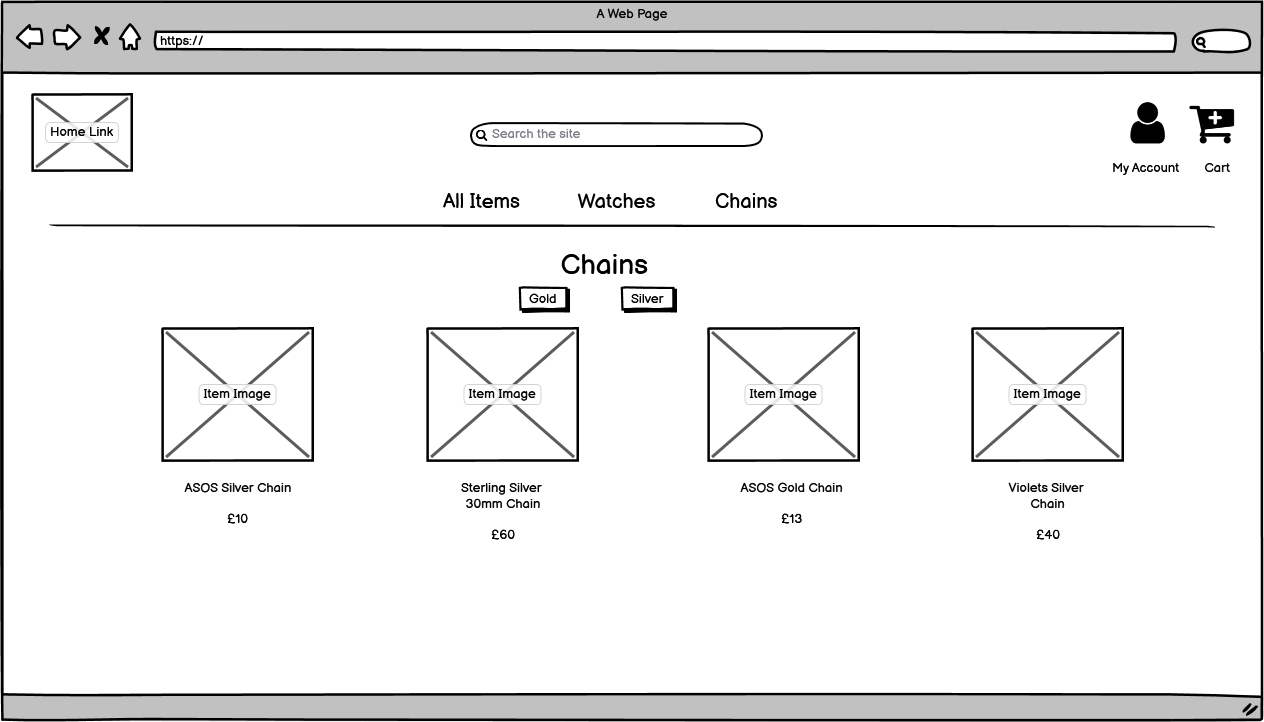 A Web Page
https://
Home Link
Search the site
My Account
Cart
All Items
Watches
Chains
Chains
Gold
Silver
Item Image
Item Image
Item Image
Item Image
ASOS Silver Chain
£10
Sterling Silver
30mm Chain
£60
ASOS Gold Chain
£13
Violets Silver
Chain
£40